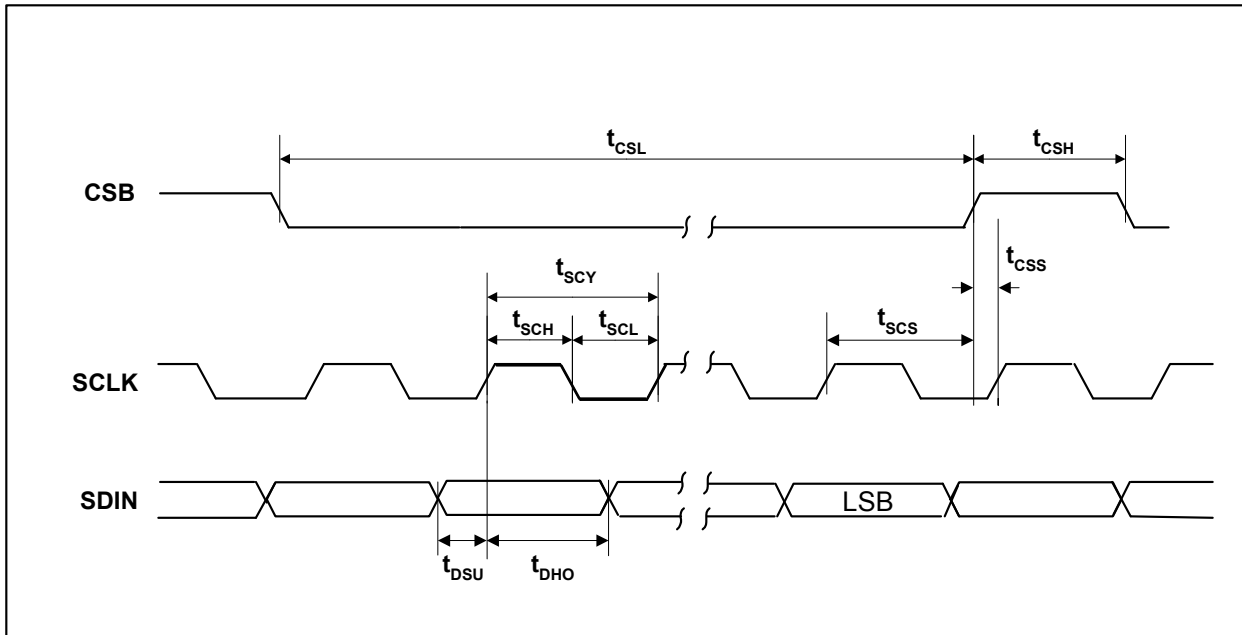 tCSL
tCSH
CSB
tSCY
tCSS
tSCH
tSCL
tSCS
SCLK
SDIN
LSB
tDSU
tDHO